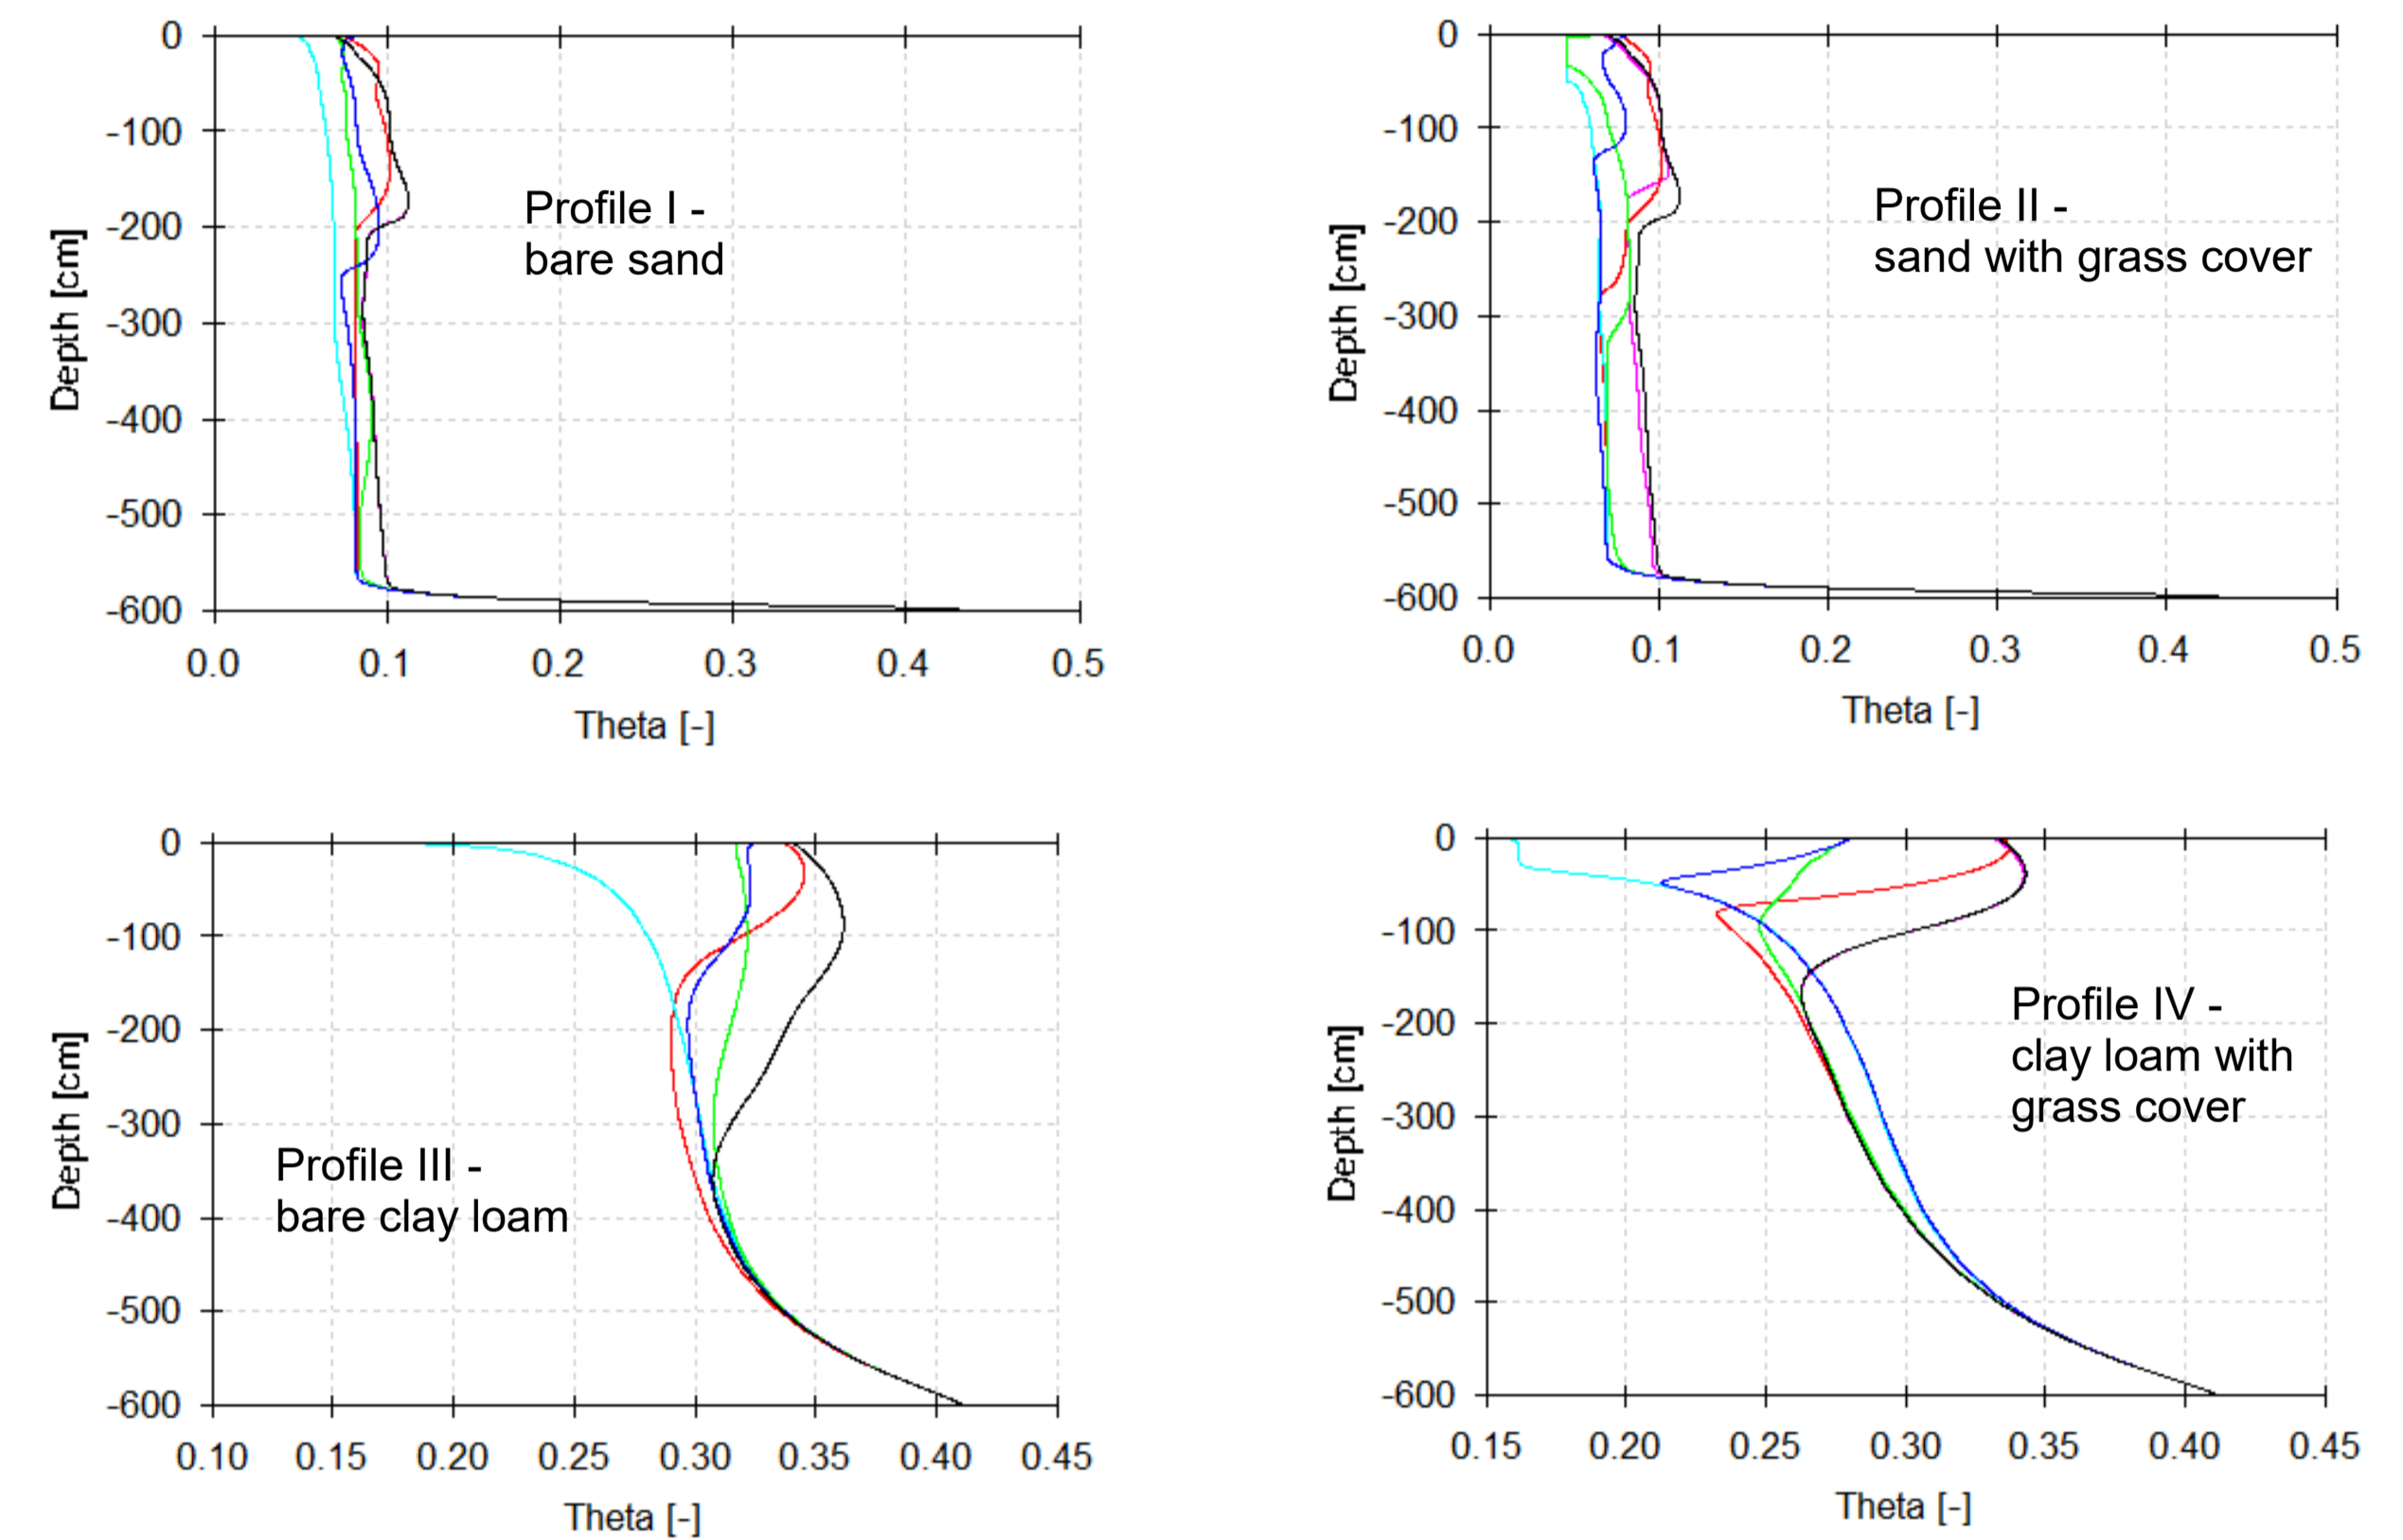 0
-100
-200
-300
-400
-500
-600
Depth [cm]
Profile I -
bare sand
0.0 0.1 0.2 0.3 0.4 0.5
Theta [-]
0
-100
-200
-300
-400
-500
-600
Depth [cm]
Profile II -
sand with grass cover
0.0 0.1 0.2 0.3 0.4 0.5
Theta [-]
0
-100
-200
-300
-400
-500
-600
Depth [cm]
Profile III -
bare clay loam
0.10 0.15 0.20 0.25 0.30 0.35 0.40 0.45
Theta [-]
0
-100
-200
-300
-400
-500
-600
Depth [cm]
Profile IV -
clay loam with
grass cover
0.15 0.20 0.25 0.30 0.35 0.40 0.45
Theta [-]